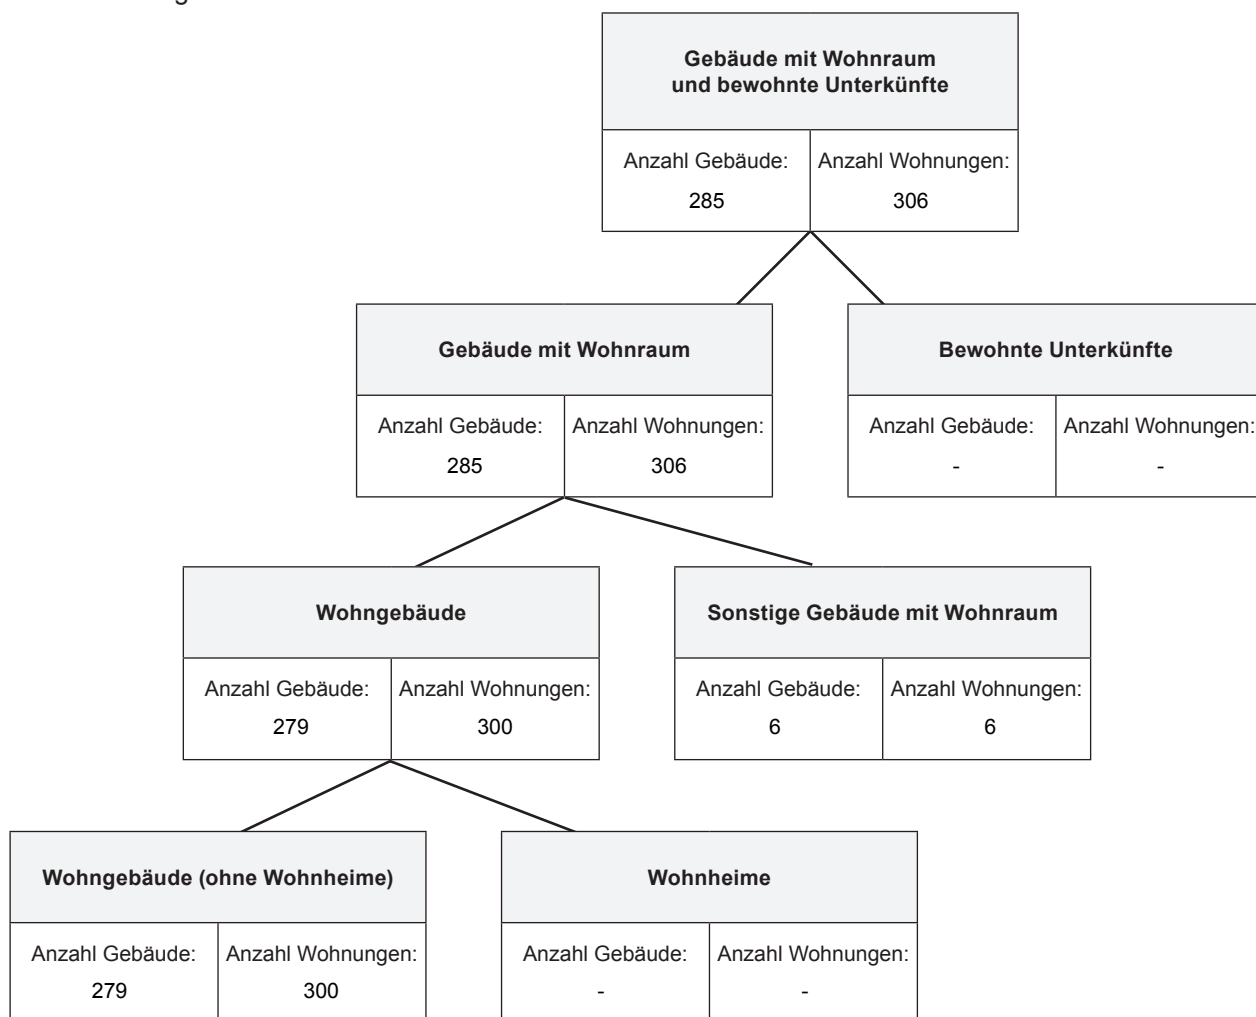 Gebäude mit Wohnraum
und bewohnte Unterkünfte
Anzahl Gebäude: Anzahl Wohnungen:
285 306
Gebäude mit Wohnraum
Anzahl Gebäude: Anzahl Wohnungen:
285 306
Bewohnte Unterkünfte
Anzahl Gebäude: Anzahl Wohnungen:
- -
Wohngebäude
Anzahl Gebäude: Anzahl Wohnungen:
279 300
Sonstige Gebäude mit Wohnraum
Anzahl Gebäude: Anzahl Wohnungen:
6 6
Wohngebäude (ohne Wohnheime)
Anzahl Gebäude: Anzahl Wohnungen:
279 300
Wohnheime
Anzahl Gebäude: Anzahl Wohnungen:
- -